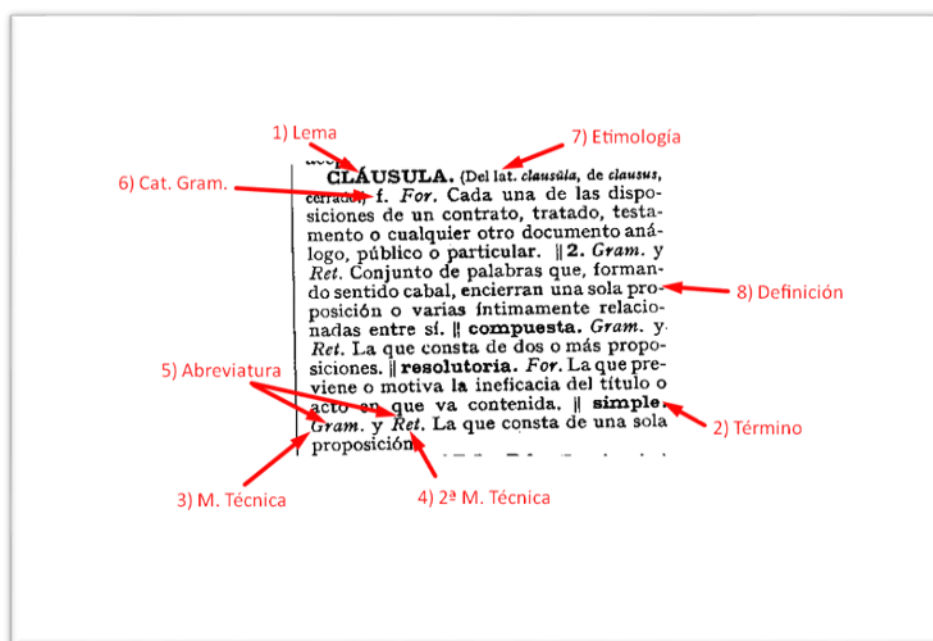 1) Lema
7) Etimología
6) Cat. Gram.
CLÁUSULA. (Del lat. clausŭla, de clausus,
cerrado.) f. For. Cada una de las dispo-
siciones de un contrato, tratado, testa-
mento o cualquier otro documento aná-
logo, público o particular. || 2. Gram. y
Ret. Conjunto de palabras que, forman-
do sentido cabal, encierran una sola pro-
posición o varias íntimamente relacio-
nadas entre sí. || compuesta. Gram. y
Ret. La que consta de dos o más propo-
siciones. || resolutoria. For. La que pre-
viene o motiva la ineficacia del título o
acto en que va contenida. || simple.
Gram. y Ret. La que consta de una sola
proposición.
8) Definición
5) Abreviatura
2) Término
3) M. Técnica
4) 2ª M. Técnica